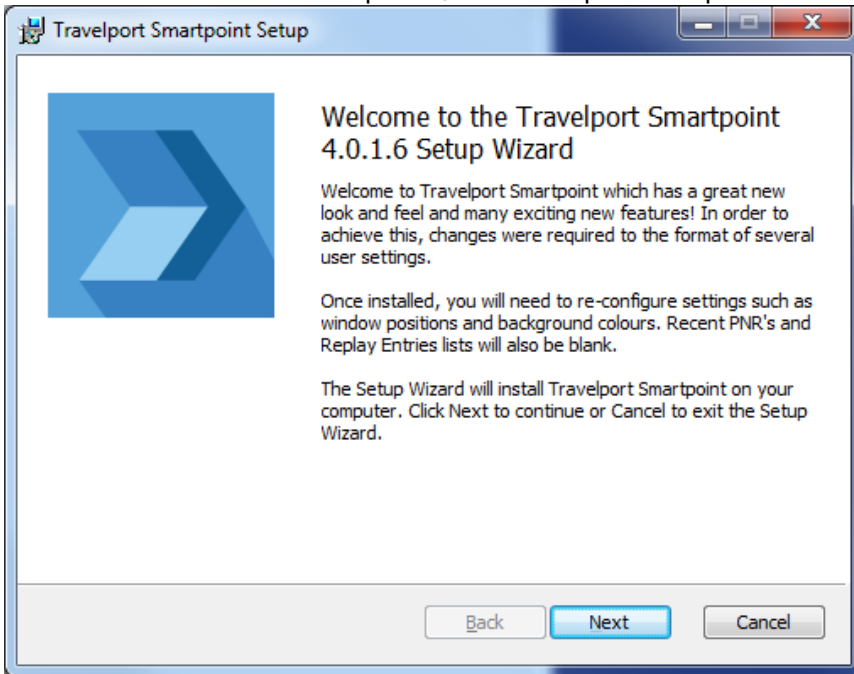 Travelport Smartpoint Setup
Welcome to the Travelport Smartpoint
4.0.1.6 Setup Wizard
Welcome to Travelport Smartpoint which has a great new
look and feel and many exciting new features! In order to
achieve this, changes were required to the format of several
user settings.
Once installed, you will need to re-configure settings such as
window positions and background colours. Recent PNR's and
Replay Entries lists will also be blank.
The Setup Wizard will install Travelport Smartpoint on your
computer. Click Next to continue or Cancel to exit the Setup
Wizard.
Back Next Cancel